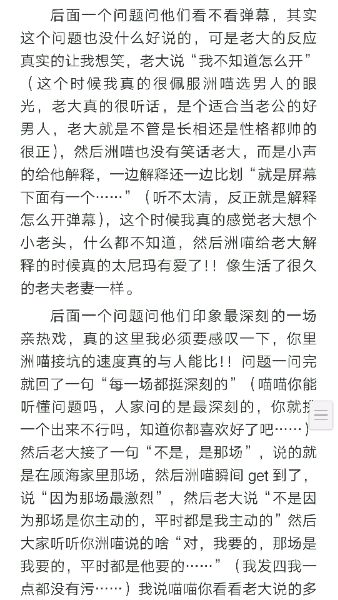 后面一个问题问他们看不看弹幕，其实
这个问题也没什么好说的，可是老大的反应
真实的让我想笑，老大说“我不知道怎么开”
（这个时候我真的很佩服洲喵选男人的眼
光，老大真的很听话，是个适合当老公的好
男人，老大就是不管是长相还是性格都帅的
很正），然后洲喵也没有笑话老大，而是小声
的给他解释，一边解释还一边比划“就是屏幕
下面有一个……”（听不太清，反正就是解释
怎么开弹幕），这个时候我真的感觉老大想个
小老头，什么都不知道，然后洲喵给老大解
释的时候真的太尼玛有爱了!! 像生活了很久
的老夫老妻一样。
后面一个问题问他们印象最深刻的一场
亲热戏，真的这里我必须要感叹一下，你里
洲喵接坑的速度真的与人能比!! 问题一问完
就回了一句“每一场都挺深刻的”（喵喵你能
听懂问题吗，人家问的是最深刻的，你就挑
一个出来不行吗，知道你都喜欢好了吧……）
然后老大接了一句“不是，是那场”，说的就
是在顾海家里那场，然后洲喵瞬间 get 到了，
说“因为那场最激烈”，然后老大说“不是因
为那场是你主动的，平时都是我主动的”然后
大家听听你洲喵说的啥“对，我要的，那场是
我要的，平时都是他要的……”（我发四我一
点都没有污……）我说喵喵你看看老大说的多